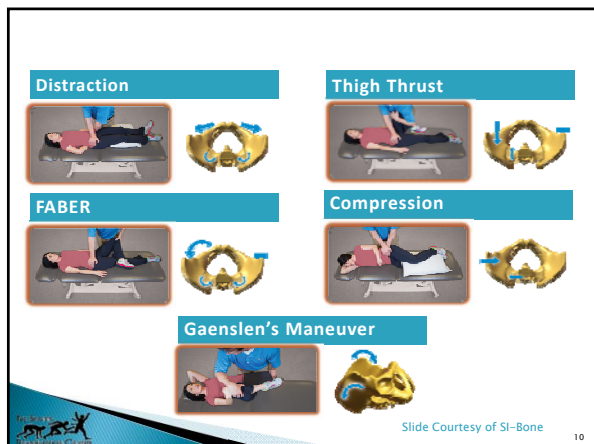 Distraction
Thigh Thrust
FABER
Compression
Gaenslen's Maneuver
Slide Courtesy of SI-Bone
10